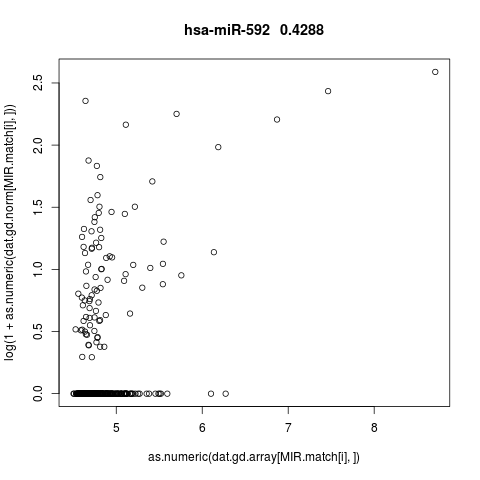 hsa-miR-592 0.4288
log(1 + as.numeric(dat.gd.norm[MIR.match[i], ]))
2.5
2.0
1.5
1.0
0.5
0.0
5 6 7 8
as.numeric(dat.gd.array[MIR.match[i], ])